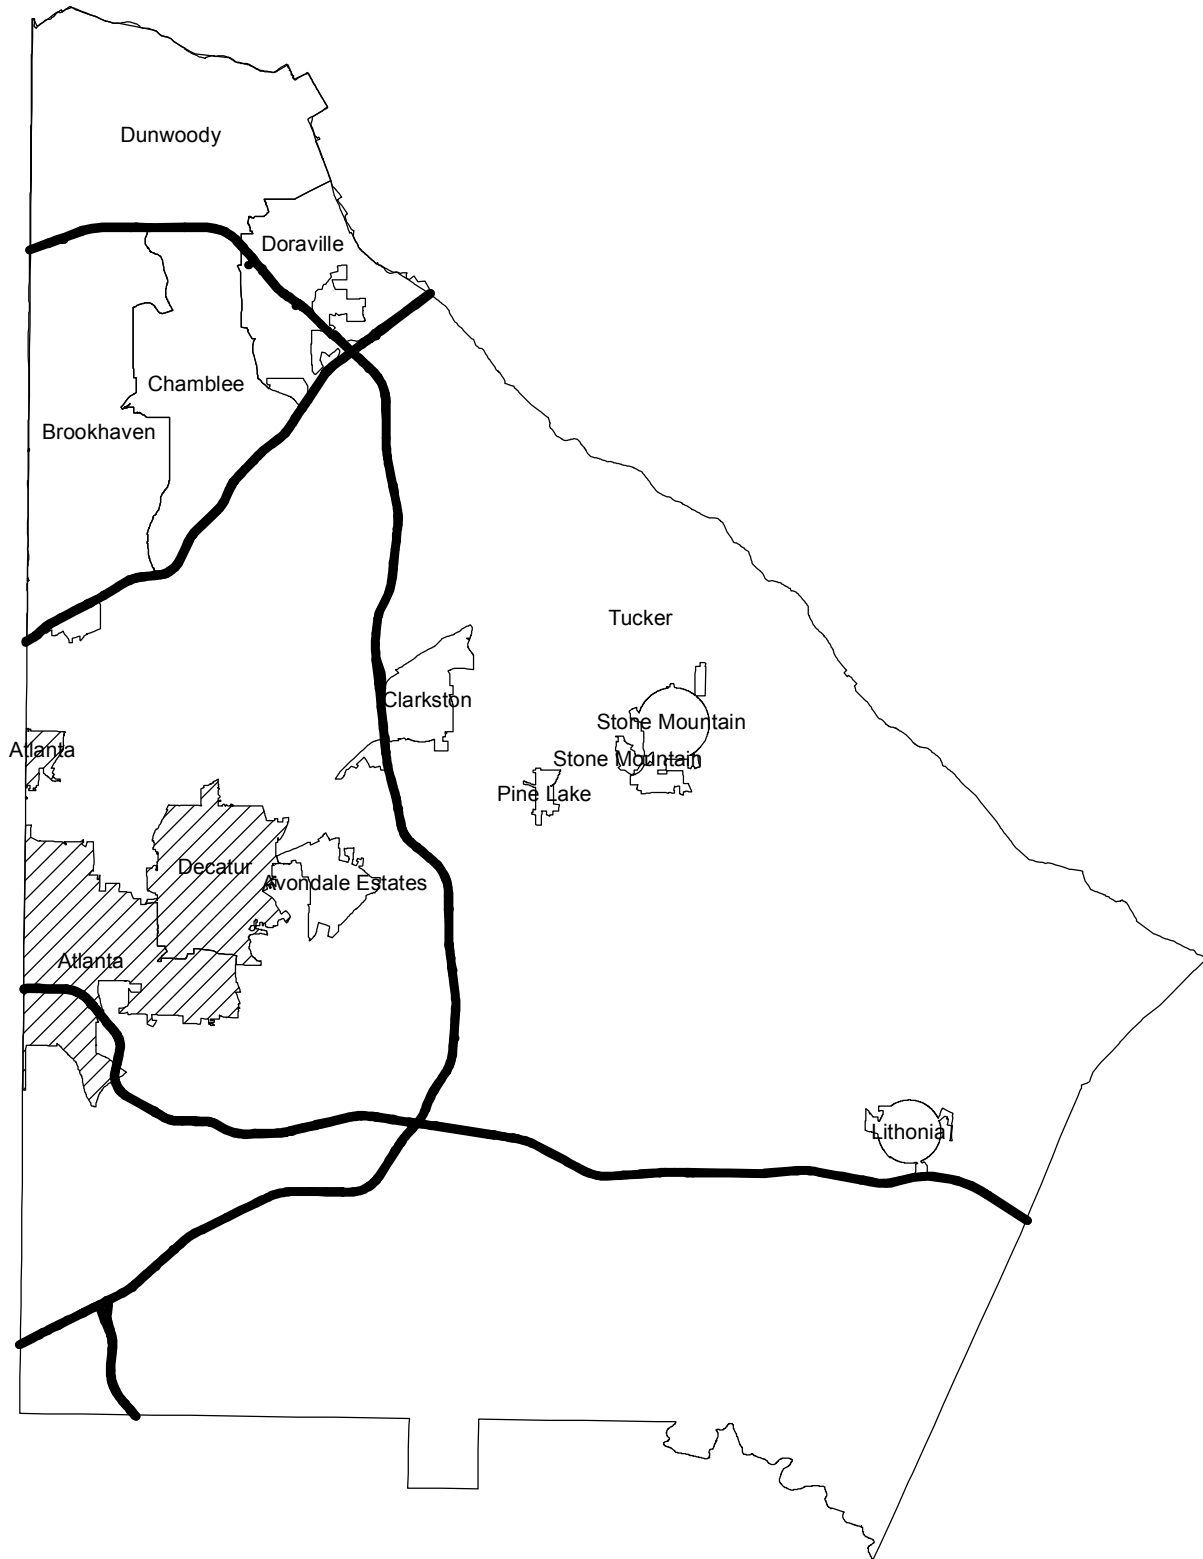 Dunwoody
Doraville
Chamblee
Brookhaven
Tucker
Clarkston
Stone Mountain
Atlanta
Stone Mountain
Pine Lake
Decatur
Avondale Estates
Atlanta
Lithonia